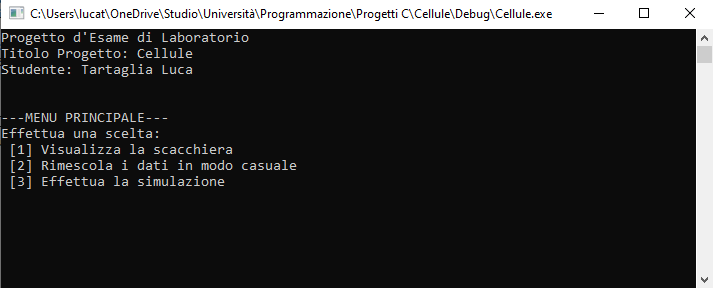 C:\Users\lucat\OneDrive\Studio\Università\Programmazione\Progetti C\Cellule\Debug\Cellule.exe
Progetto d'Esame di Laboratorio
Titolo Progetto: Cellule
Studente: Tartaglia Luca
---MENU PRINCIPALE---
Effettua una scelta:
[1] Visualizza la scacchiera
[2] Rimescola i dati in modo casuale
[3] Effettua la simulazione